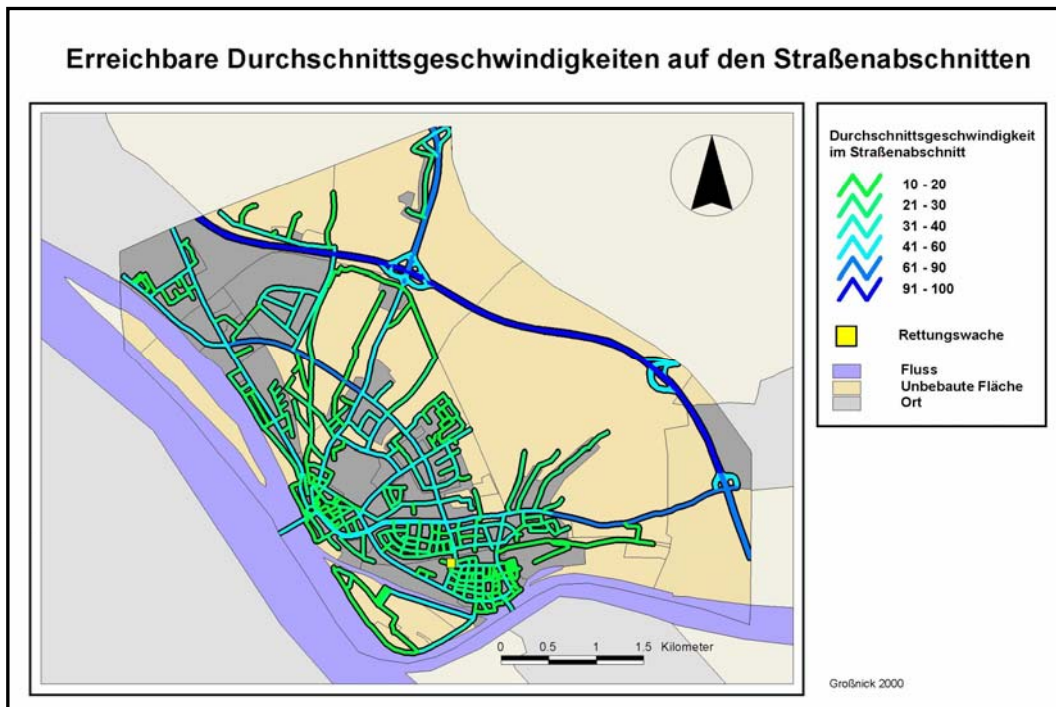 Erreichbare Durchschnittsgeschwindigkeiten auf den Straßenabschnitten
Durchschnittsgeschwindigkeit
im Straßenabschnitt
10 - 20
21 - 30
31 - 40
41 - 60
61 - 90
91 - 100
Rettungswache
Fluss
Unbebaute Fläche
Ort
0 0.5 1 1.5 Kilometer
Großnick 2000